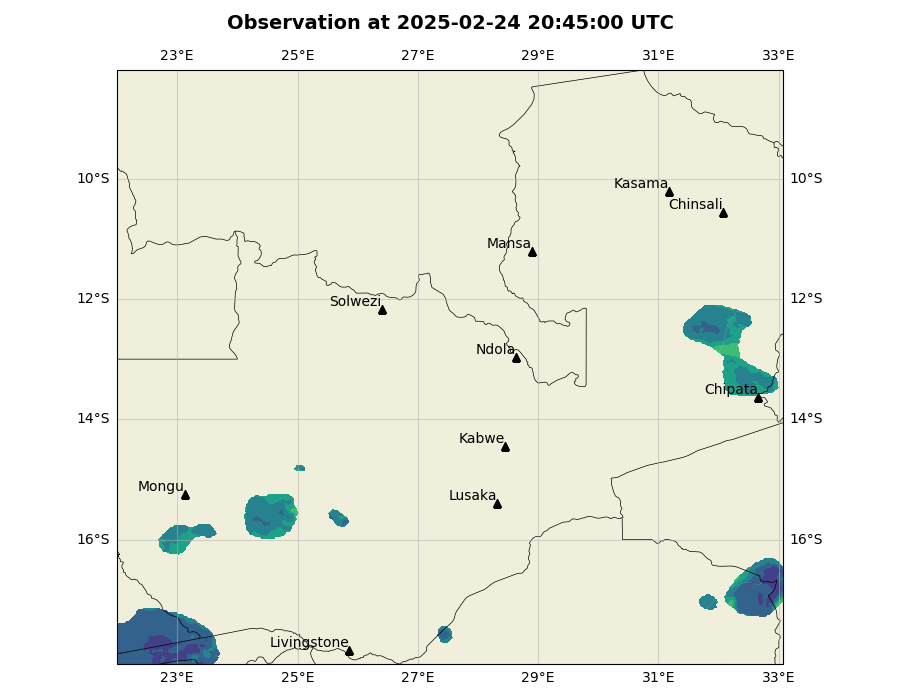 Observation at 2025-02-24 20:45:00 UTC
23°E 25°E 27°E 29°E 31°E 33°E
10°S 10°S
Kasama
Chinsali
Mansa
12°S 12°S
Solwezi
Ndola
Chipata
14°S 14°S
Kabwe
Mongu
Lusaka
16°S 16°S
Livingstone
23°E 25°E 27°E 29°E 31°E 33°E